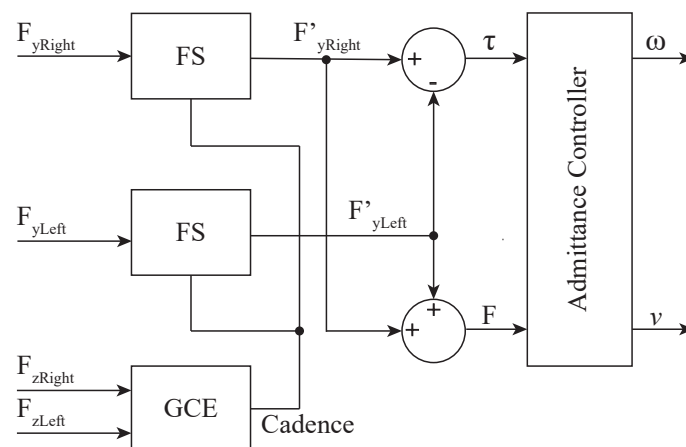 F_yRight
FS
F'_yRight
+
-
τ
ω
F_yLeft
FS
F'_yLeft
Admittance Controller
+
+
F
v
F_zRight
F_zLeft
GCE
Cadence